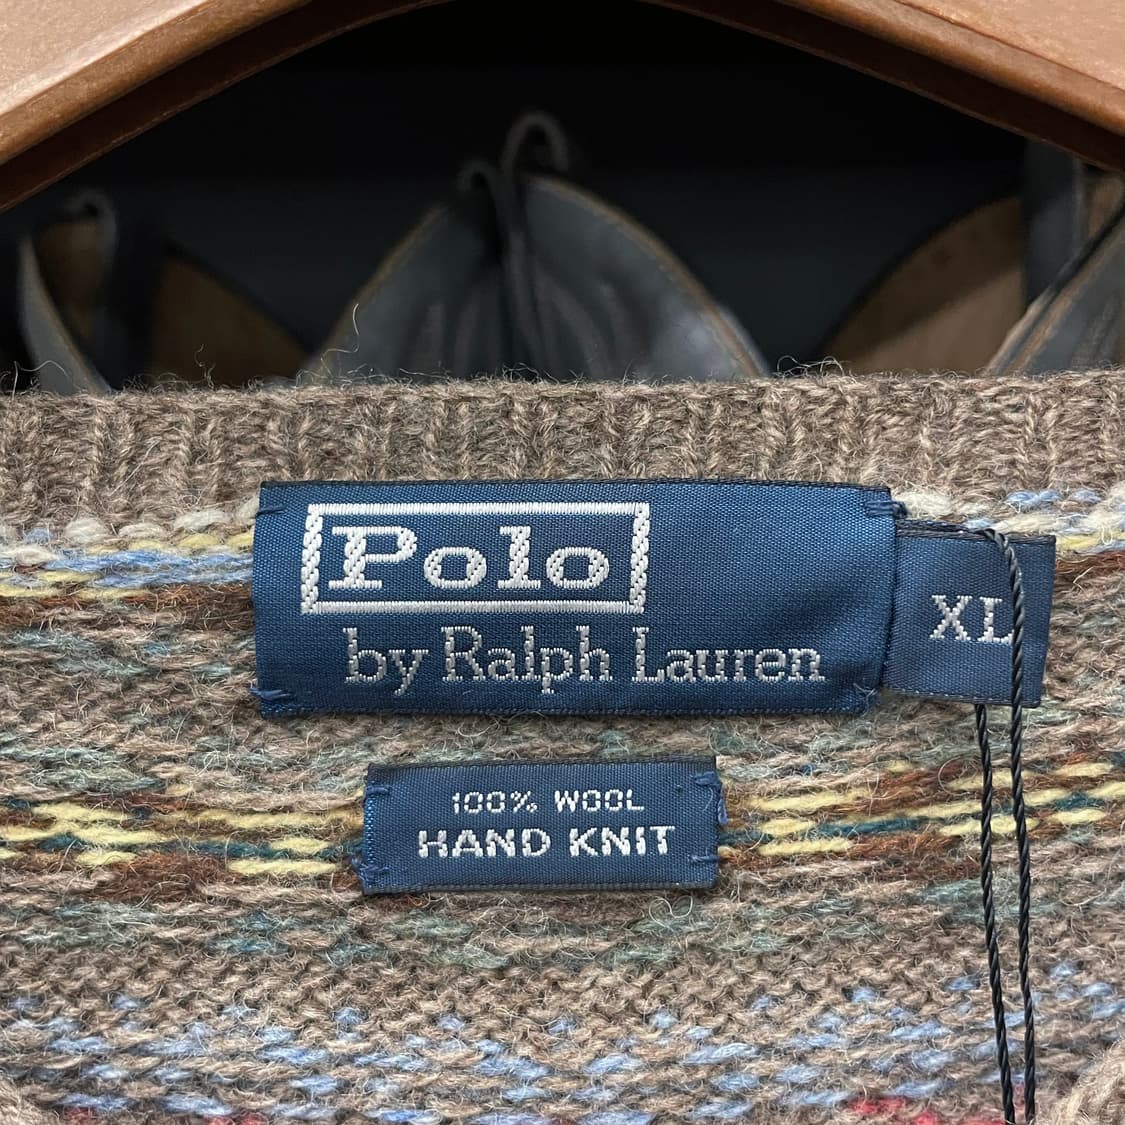 Polo
by Ralph Lauren
XL
100% WOOL
HAND KNIT